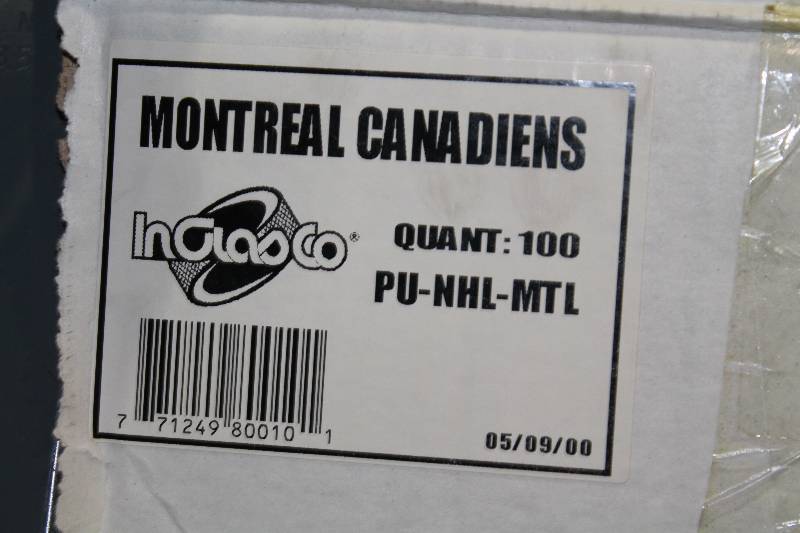 MONTREAL CANADIENS
InGlasCo®
QUANT: 100
PU-NHL-MTL
7 71249 80010 1
05/09/00